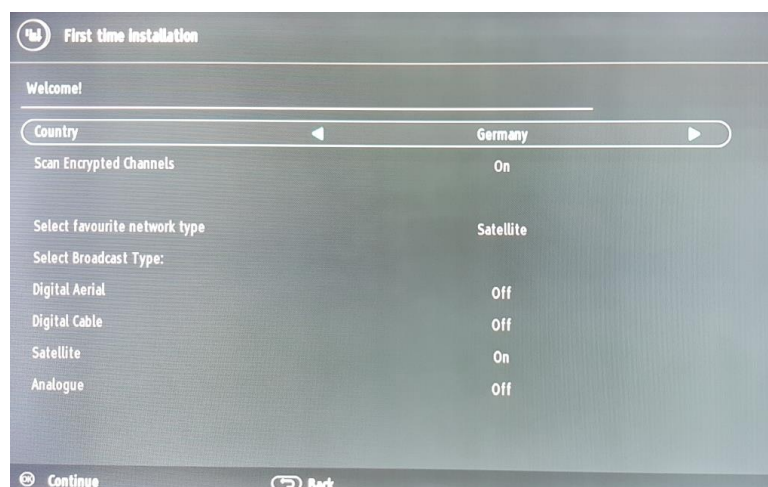 First time installation
Welcome!
Country Germany
Scan Encrypted Channels On
Select favourite network type Satellite
Select Broadcast Type:
Digital Aerial Off
Digital Cable Off
Satellite On
Analogue Off
OK Continue Back